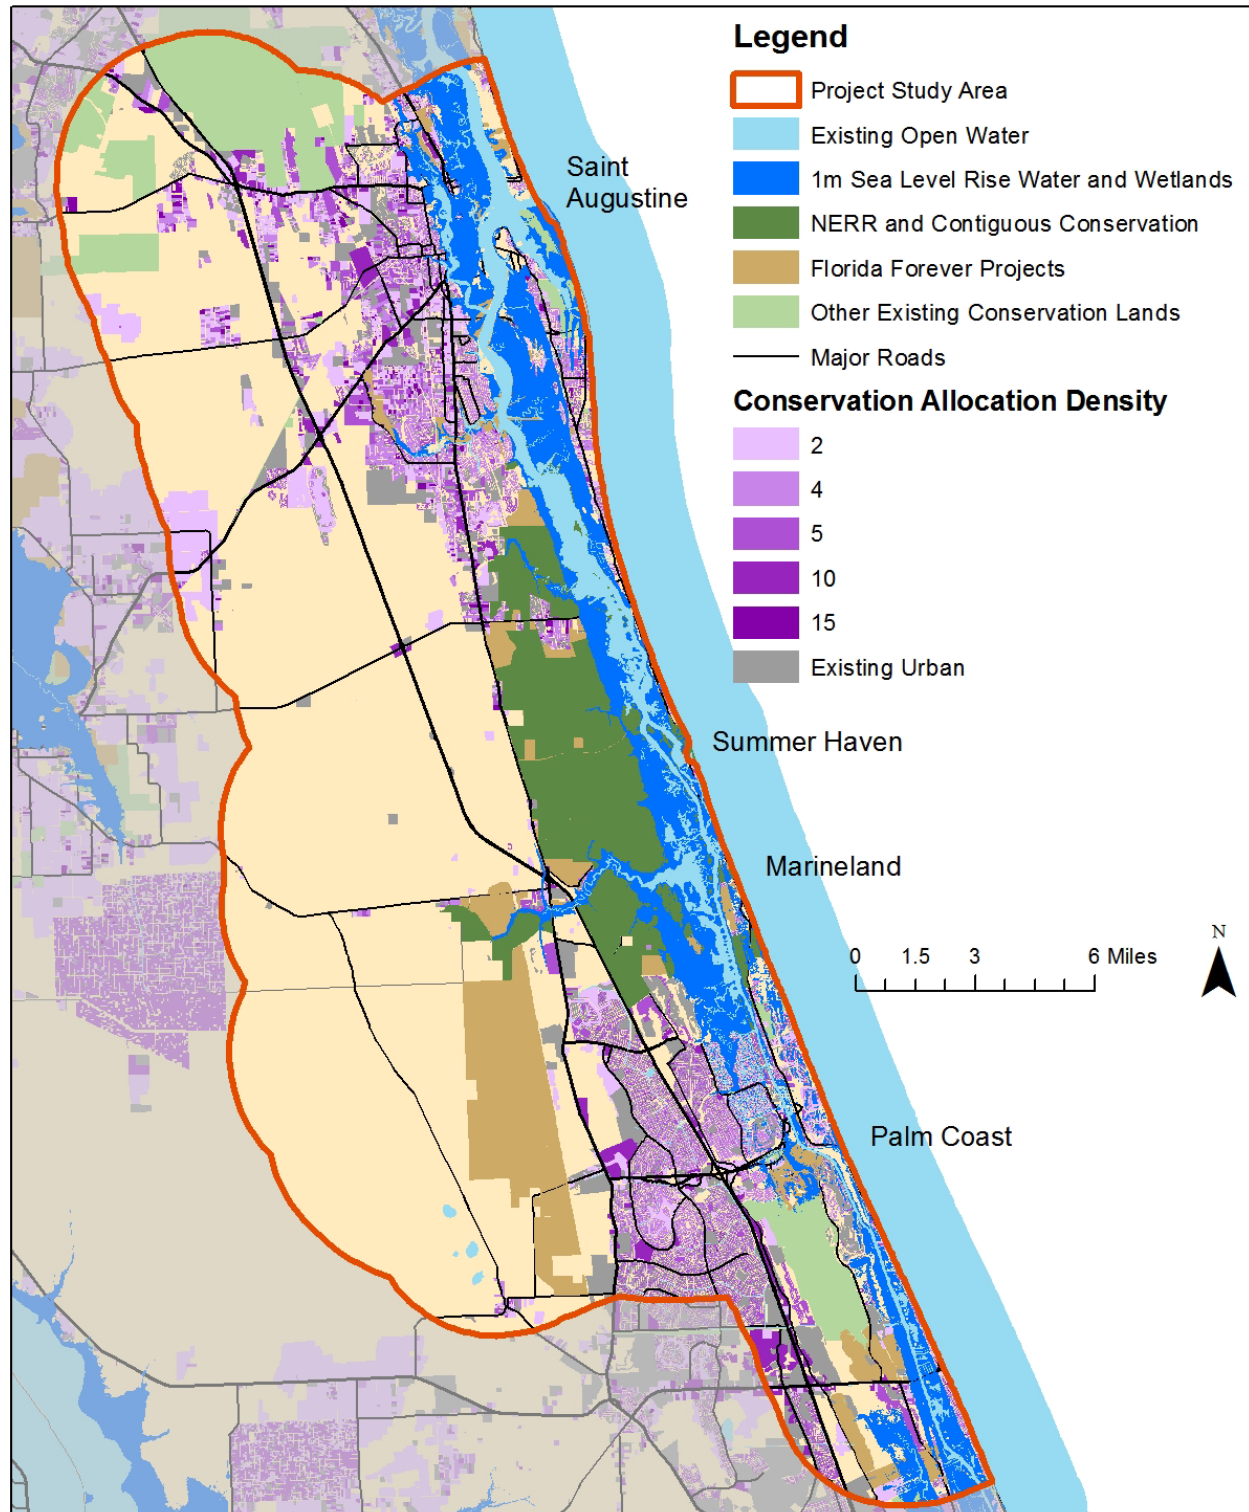 Legend
Project Study Area
Existing Open Water
1m Sea Level Rise Water and Wetlands
NERR and Contiguous Conservation
Florida Forever Projects
Other Existing Conservation Lands
Major Roads
Conservation Allocation Density
2
4
5
10
15
Existing Urban
Saint
Augustine
Summer Haven
Marineland
N
0 1.5 3 6 Miles
Palm Coast